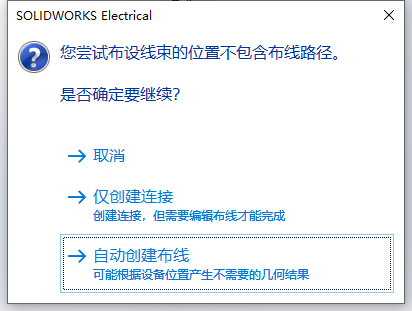 SOLIDWORKS Electrical
您尝试布设线束的位置不包含布线路径。
是否确定要继续?
取消
仅创建连接
创建连接，但需要编辑布线才能完成
自动创建布线
可能根据设备位置产生不需要的几何结果